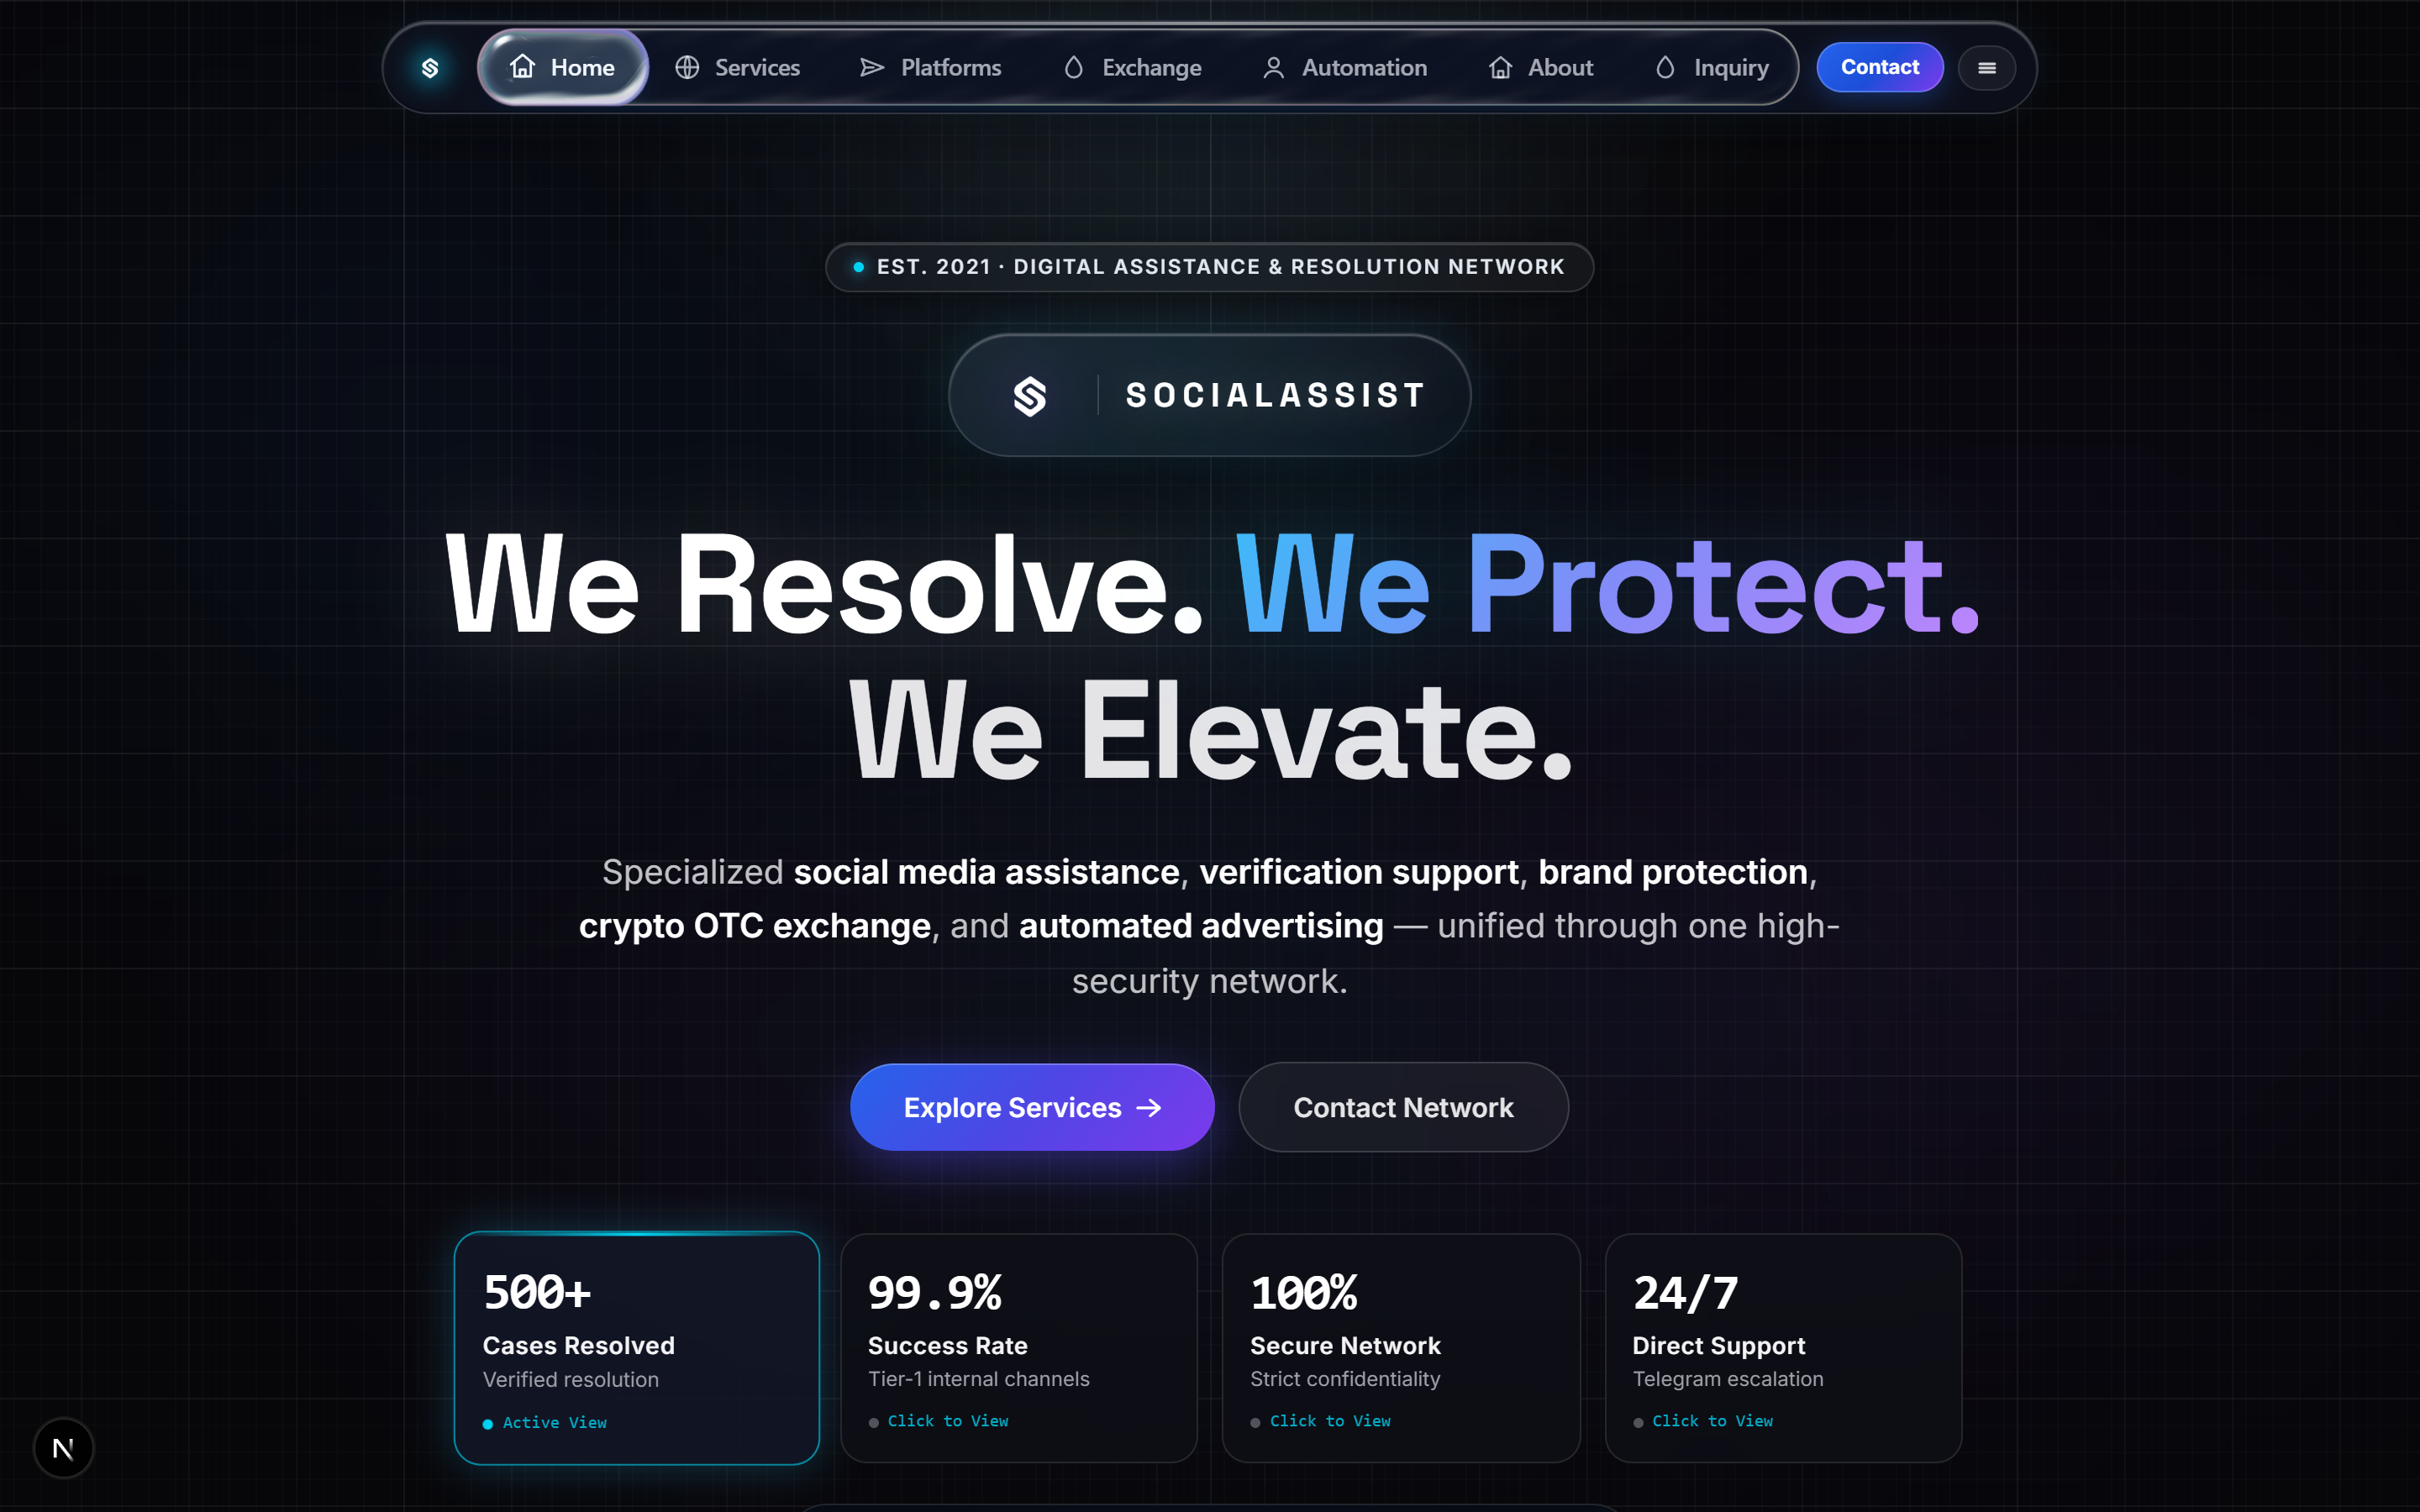 Home
Services
Platforms
Exchange
Automation
About
Inquiry
Contact
EST. 2021 · DIGITAL ASSISTANCE & RESOLUTION NETWORK
SOCIALASSIST
We Resolve. We Protect.
We Elevate.
Specialized social media assistance, verification support, brand protection,
crypto OTC exchange, and automated advertising — unified through one high-
security network.
Explore Services →
Contact Network
500+
Cases Resolved
Verified resolution
Active View
99.9%
Success Rate
Tier-1 internal channels
Click to View
100%
Secure Network
Strict confidentiality
Click to View
24/7
Direct Support
Telegram escalation
Click to View
N